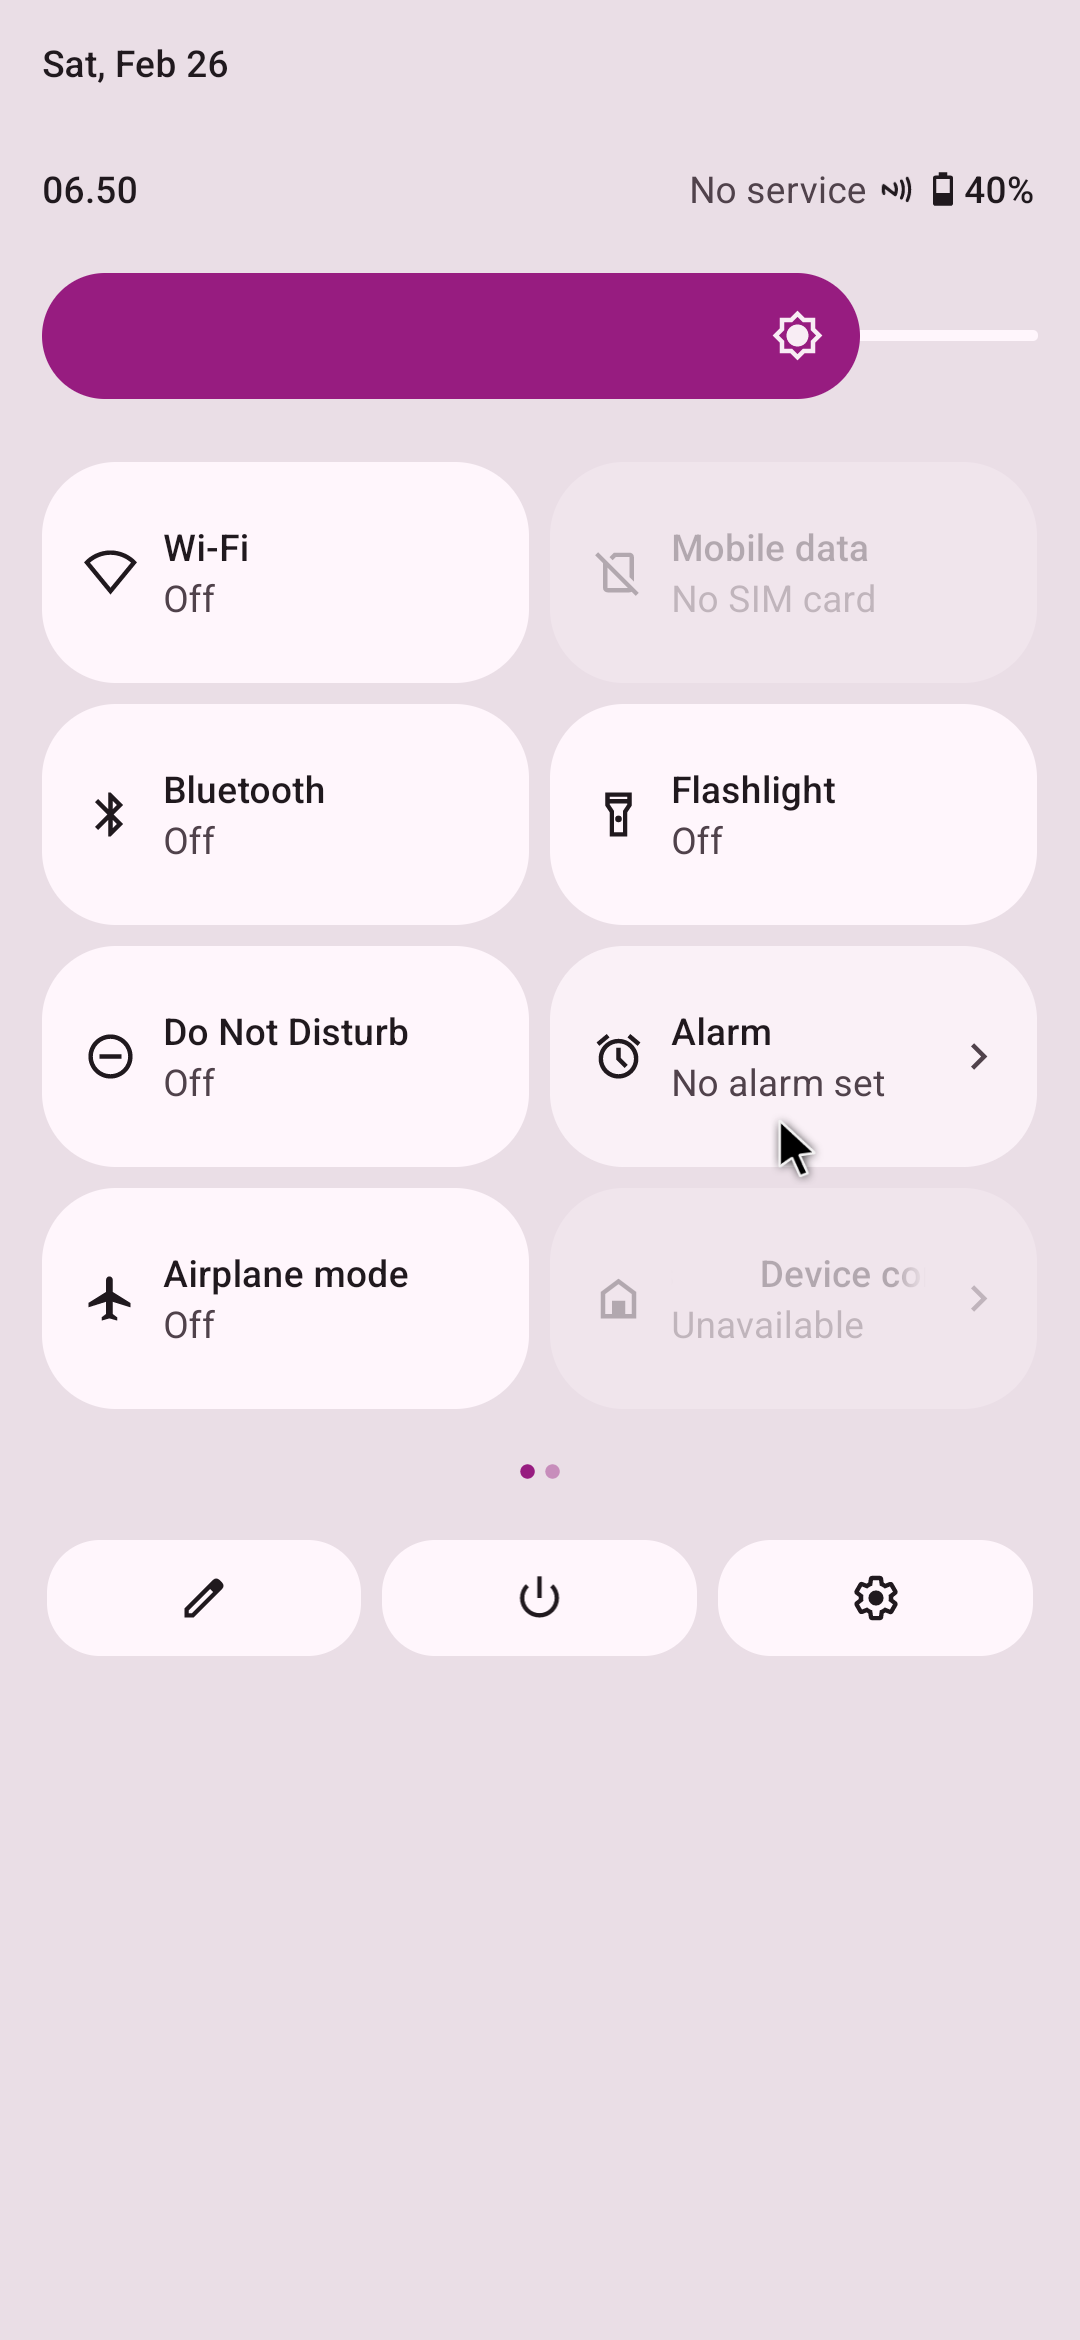 Sat, Feb 26
06.50
No service 40%
Wi-Fi
Off
Mobile data
No SIM card
Bluetooth
Off
Flashlight
Off
Do Not Disturb
Off
Alarm
No alarm set
Airplane mode
Off
Device co
Unavailable